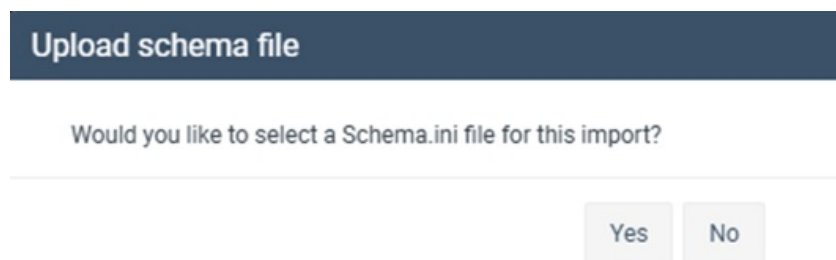 Upload schema file
Would you like to select a Schema.ini file for this import?
Yes No